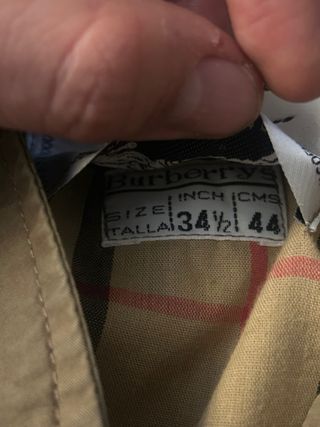 Burberrys
INCH CMS
SIZE
TALLA 34½ 44